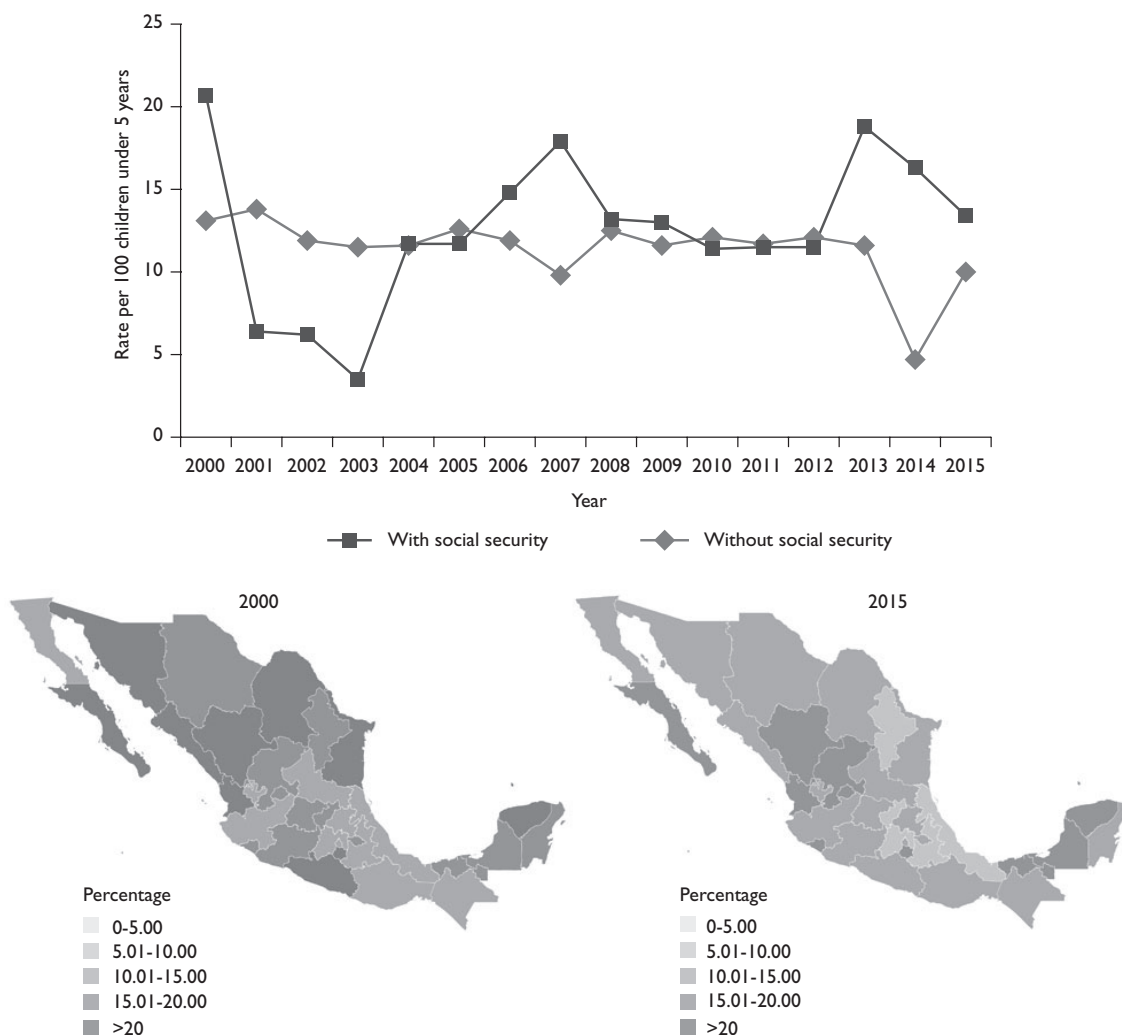 25
20
15
10
5
0
Rate per 100 children under 5 years
2000 2001 2002 2003 2004 2005 2006 2007 2008 2009 2010 2011 2012 2013 2014 2015
Year
With social security
Without social security
2000
Percentage
0-5.00
5.01-10.00
10.01-15.00
15.01-20.00
>20
2015
Percentage
0-5.00
5.01-10.00
10.01-15.00
15.01-20.00
>20